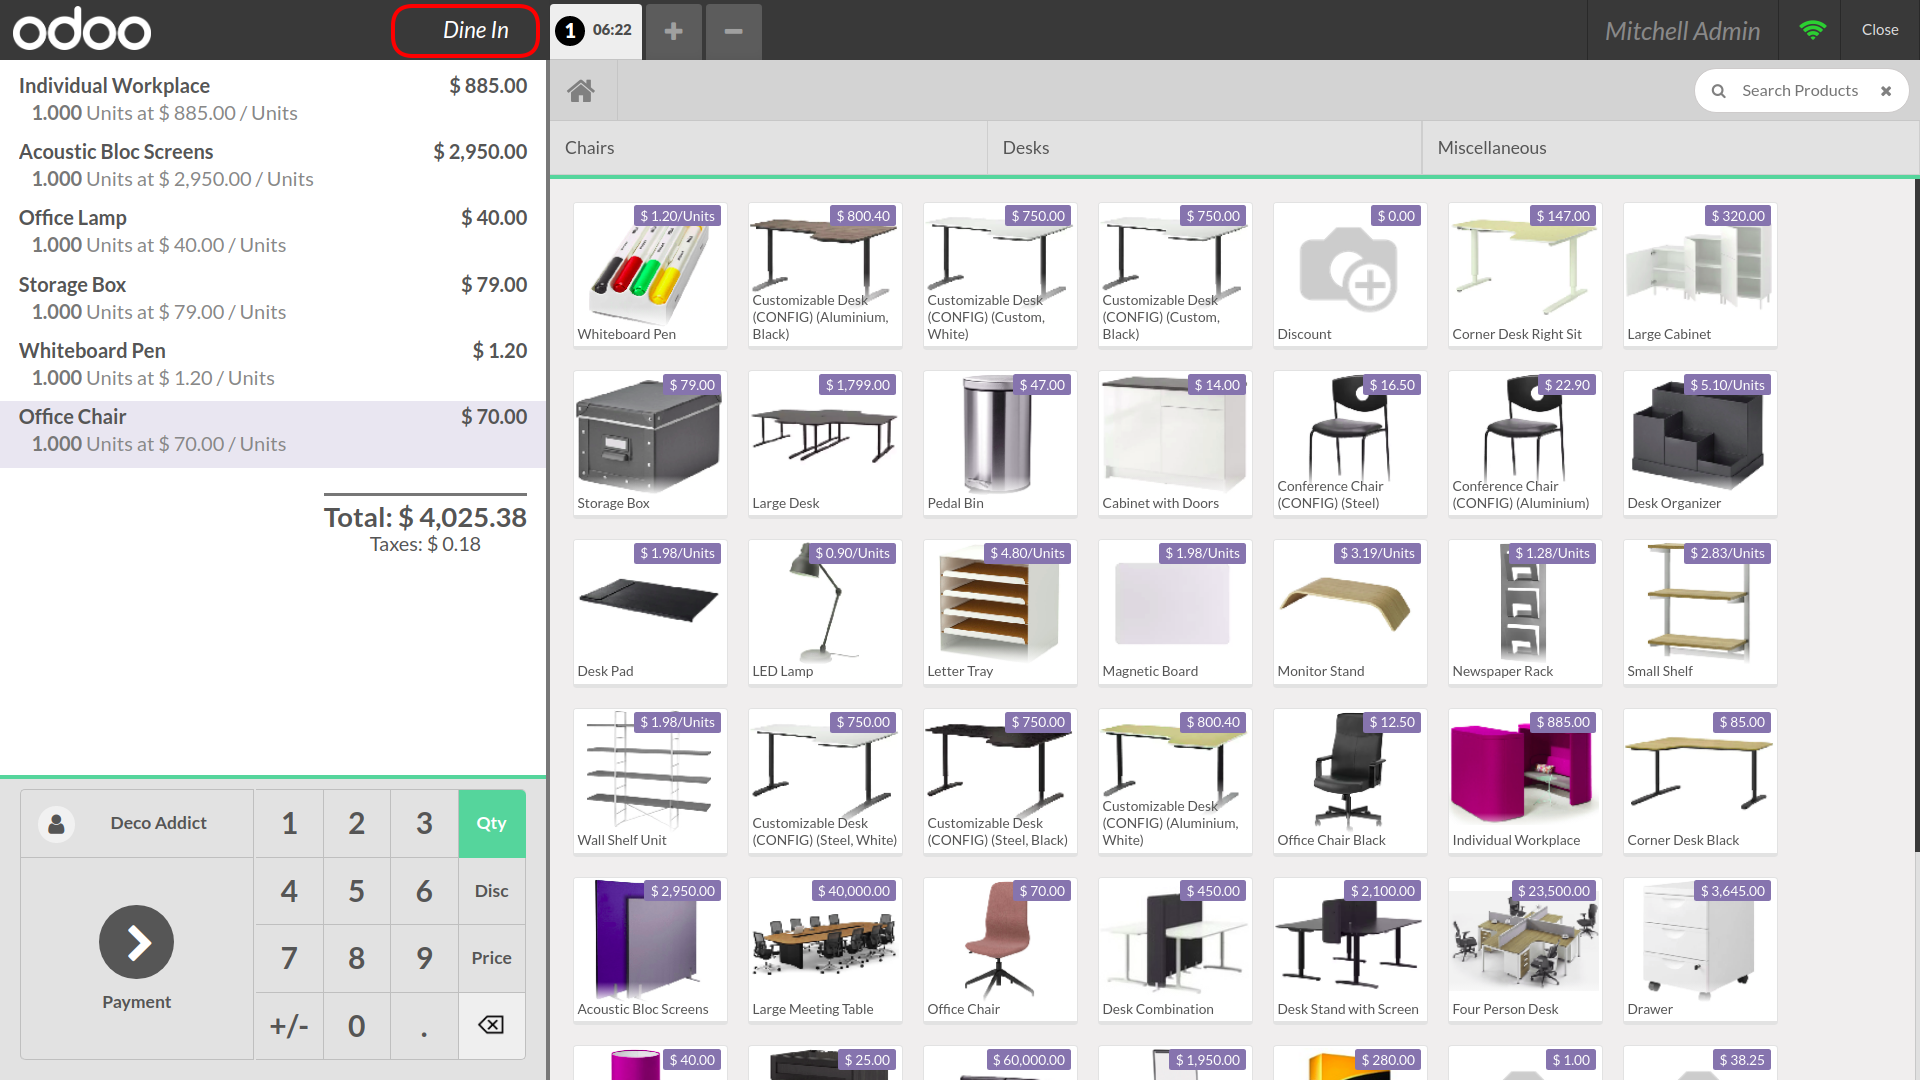 odoo
Dine In
1 06:22
+
−
Mitchell Admin
Close
Individual Workplace $ 885.00
1.000 Units at $ 885.00 / Units
Acoustic Bloc Screens $ 2,950.00
1.000 Units at $ 2,950.00 / Units
Office Lamp $ 40.00
1.000 Units at $ 40.00 / Units
Storage Box $ 79.00
1.000 Units at $ 79.00 / Units
Whiteboard Pen $ 1.20
1.000 Units at $ 1.20 / Units
Office Chair $ 70.00
1.000 Units at $ 70.00 / Units
Total: $ 4,025.38
Taxes: $ 0.18
Deco Addict
Payment
1 2 3 Qty
4 5 6 Disc
7 8 9 Price
+/- 0 .
Search Products
Chairs Desks Miscellaneous
$ 1.20/Units
Whiteboard Pen
$ 800.40
Customizable Desk
(CONFIG) (Aluminium,
Black)
$ 750.00
Customizable Desk
(CONFIG) (Custom,
White)
$ 750.00
Customizable Desk
(CONFIG) (Custom,
Black)
$ 0.00
Discount
$ 147.00
Corner Desk Right Sit
$ 320.00
Large Cabinet
$ 79.00
Storage Box
$ 1,799.00
Large Desk
$ 47.00
Pedal Bin
$ 14.00
Cabinet with Doors
$ 16.50
Conference Chair
(CONFIG) (Steel)
$ 22.90
Conference Chair
(CONFIG) (Aluminium)
$ 5.10/Units
Desk Organizer
$ 1.98/Units
Desk Pad
$ 0.90/Units
LED Lamp
$ 4.80/Units
Letter Tray
$ 1.98/Units
Magnetic Board
$ 3.19/Units
Monitor Stand
$ 1.28/Units
Newspaper Rack
$ 2.83/Units
Small Shelf
$ 1.98/Units
Wall Shelf Unit
$ 750.00
Customizable Desk
(CONFIG) (Steel, White)
$ 750.00
Customizable Desk
(CONFIG) (Steel, Black)
$ 800.40
Customizable Desk
(CONFIG) (Aluminium,
White)
$ 12.50
Office Chair Black
$ 885.00
Individual Workplace
$ 85.00
Corner Desk Black
$ 2,950.00
Acoustic Bloc Screens
$ 40,000.00
Large Meeting Table
$ 70.00
Office Chair
$ 450.00
Desk Combination
$ 2,100.00
Desk Stand with Screen
$ 23,500.00
Four Person Desk
$ 3,645.00
Drawer
$ 40.00
$ 25.00
$ 60,000.00
$ 1,950.00
$ 280.00
$ 1.00
$ 38.25